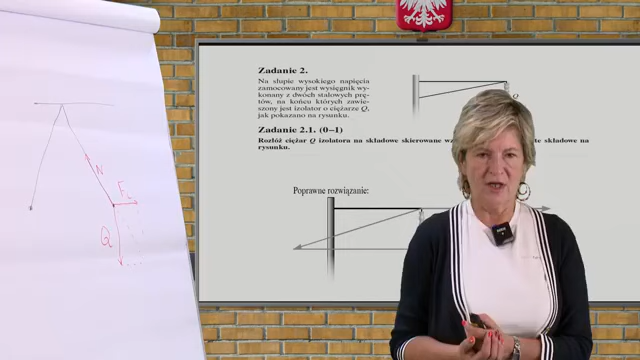 N
F
Q
Zadanie 2.
Na słupie wysokiego napięcia
zamocowany jest wysięgnik wy-
konany z dwóch stalowych prę-
tów, na końcu których zawie-
szony jest izolator o ciężarze Q,
jak pokazano na rysunku.
Q
Zadanie 2.1. (0–1)
Rozłóż ciężar Q izolatora na składowe skierowane składowe na
rysunku.
Poprawne rozwiązanie: